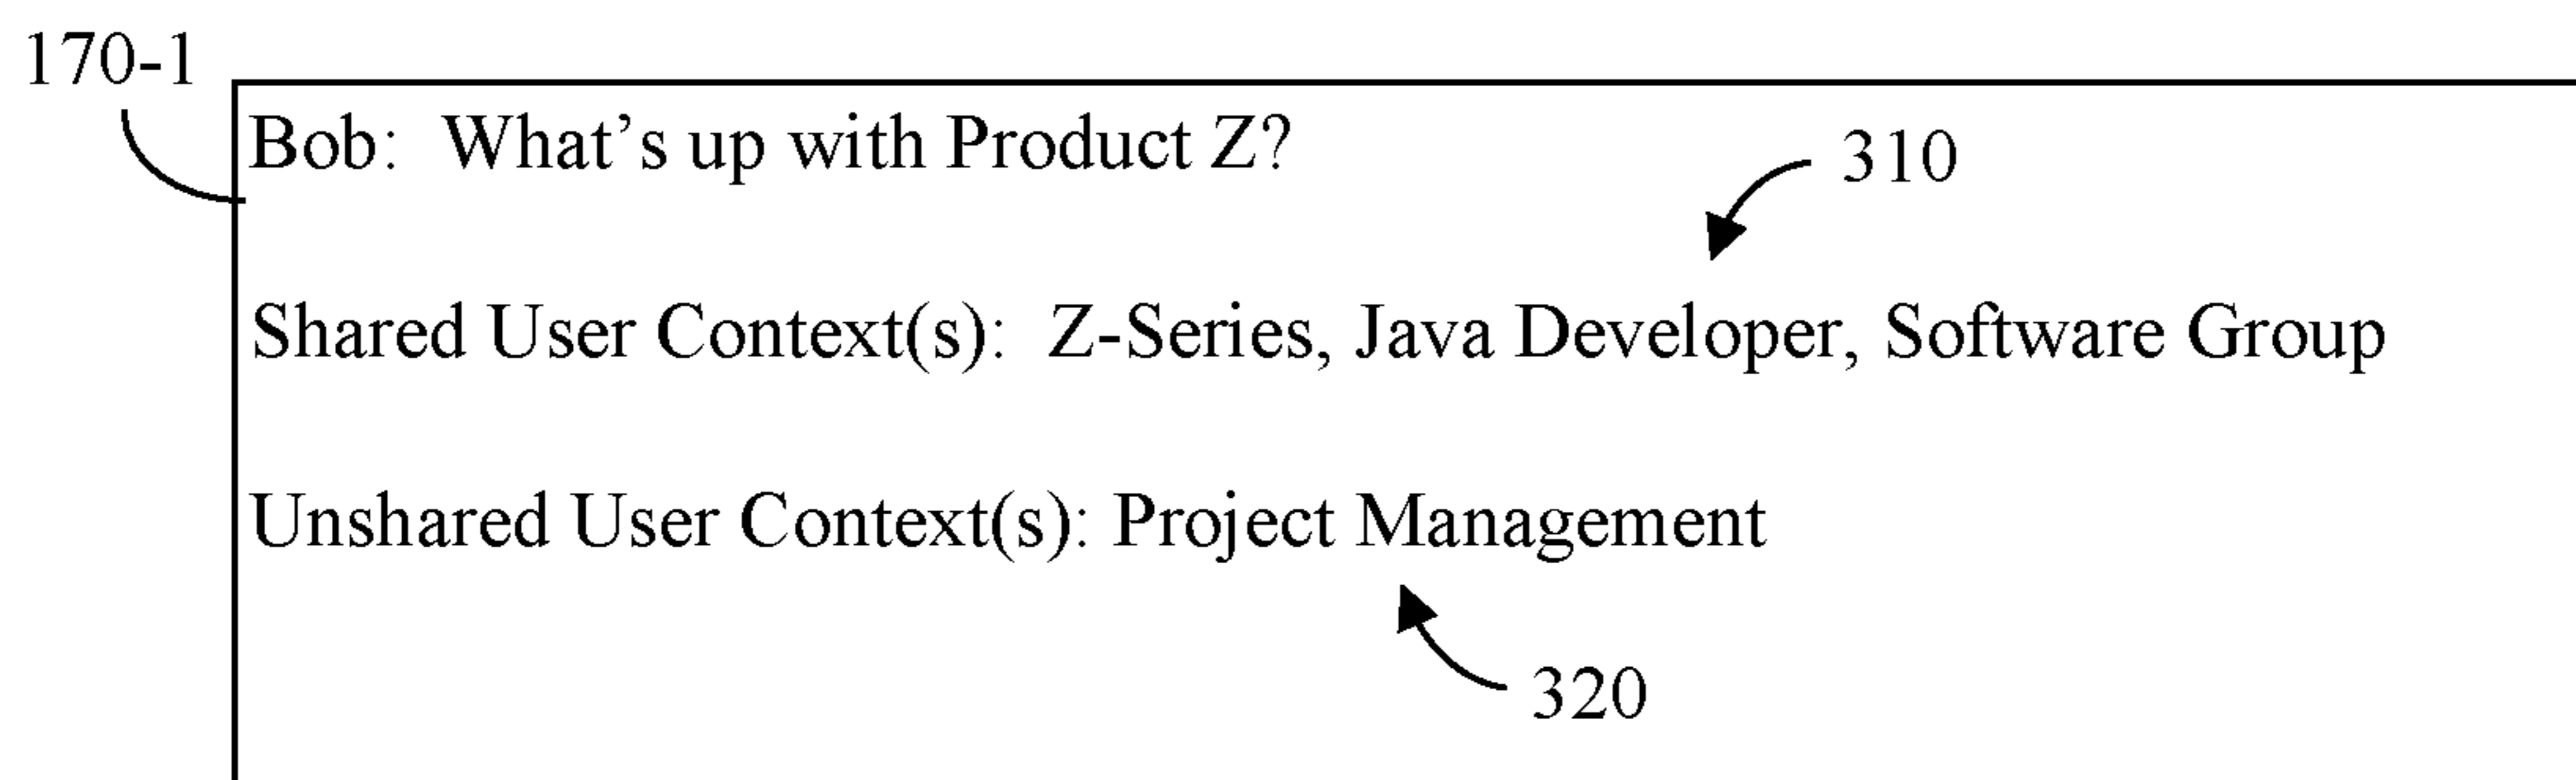 170-1
Bob:  What’s up with Product Z?
310
Shared User Context(s):  Z-Series, Java Developer, Software Group
Unshared User Context(s): Project Management
320